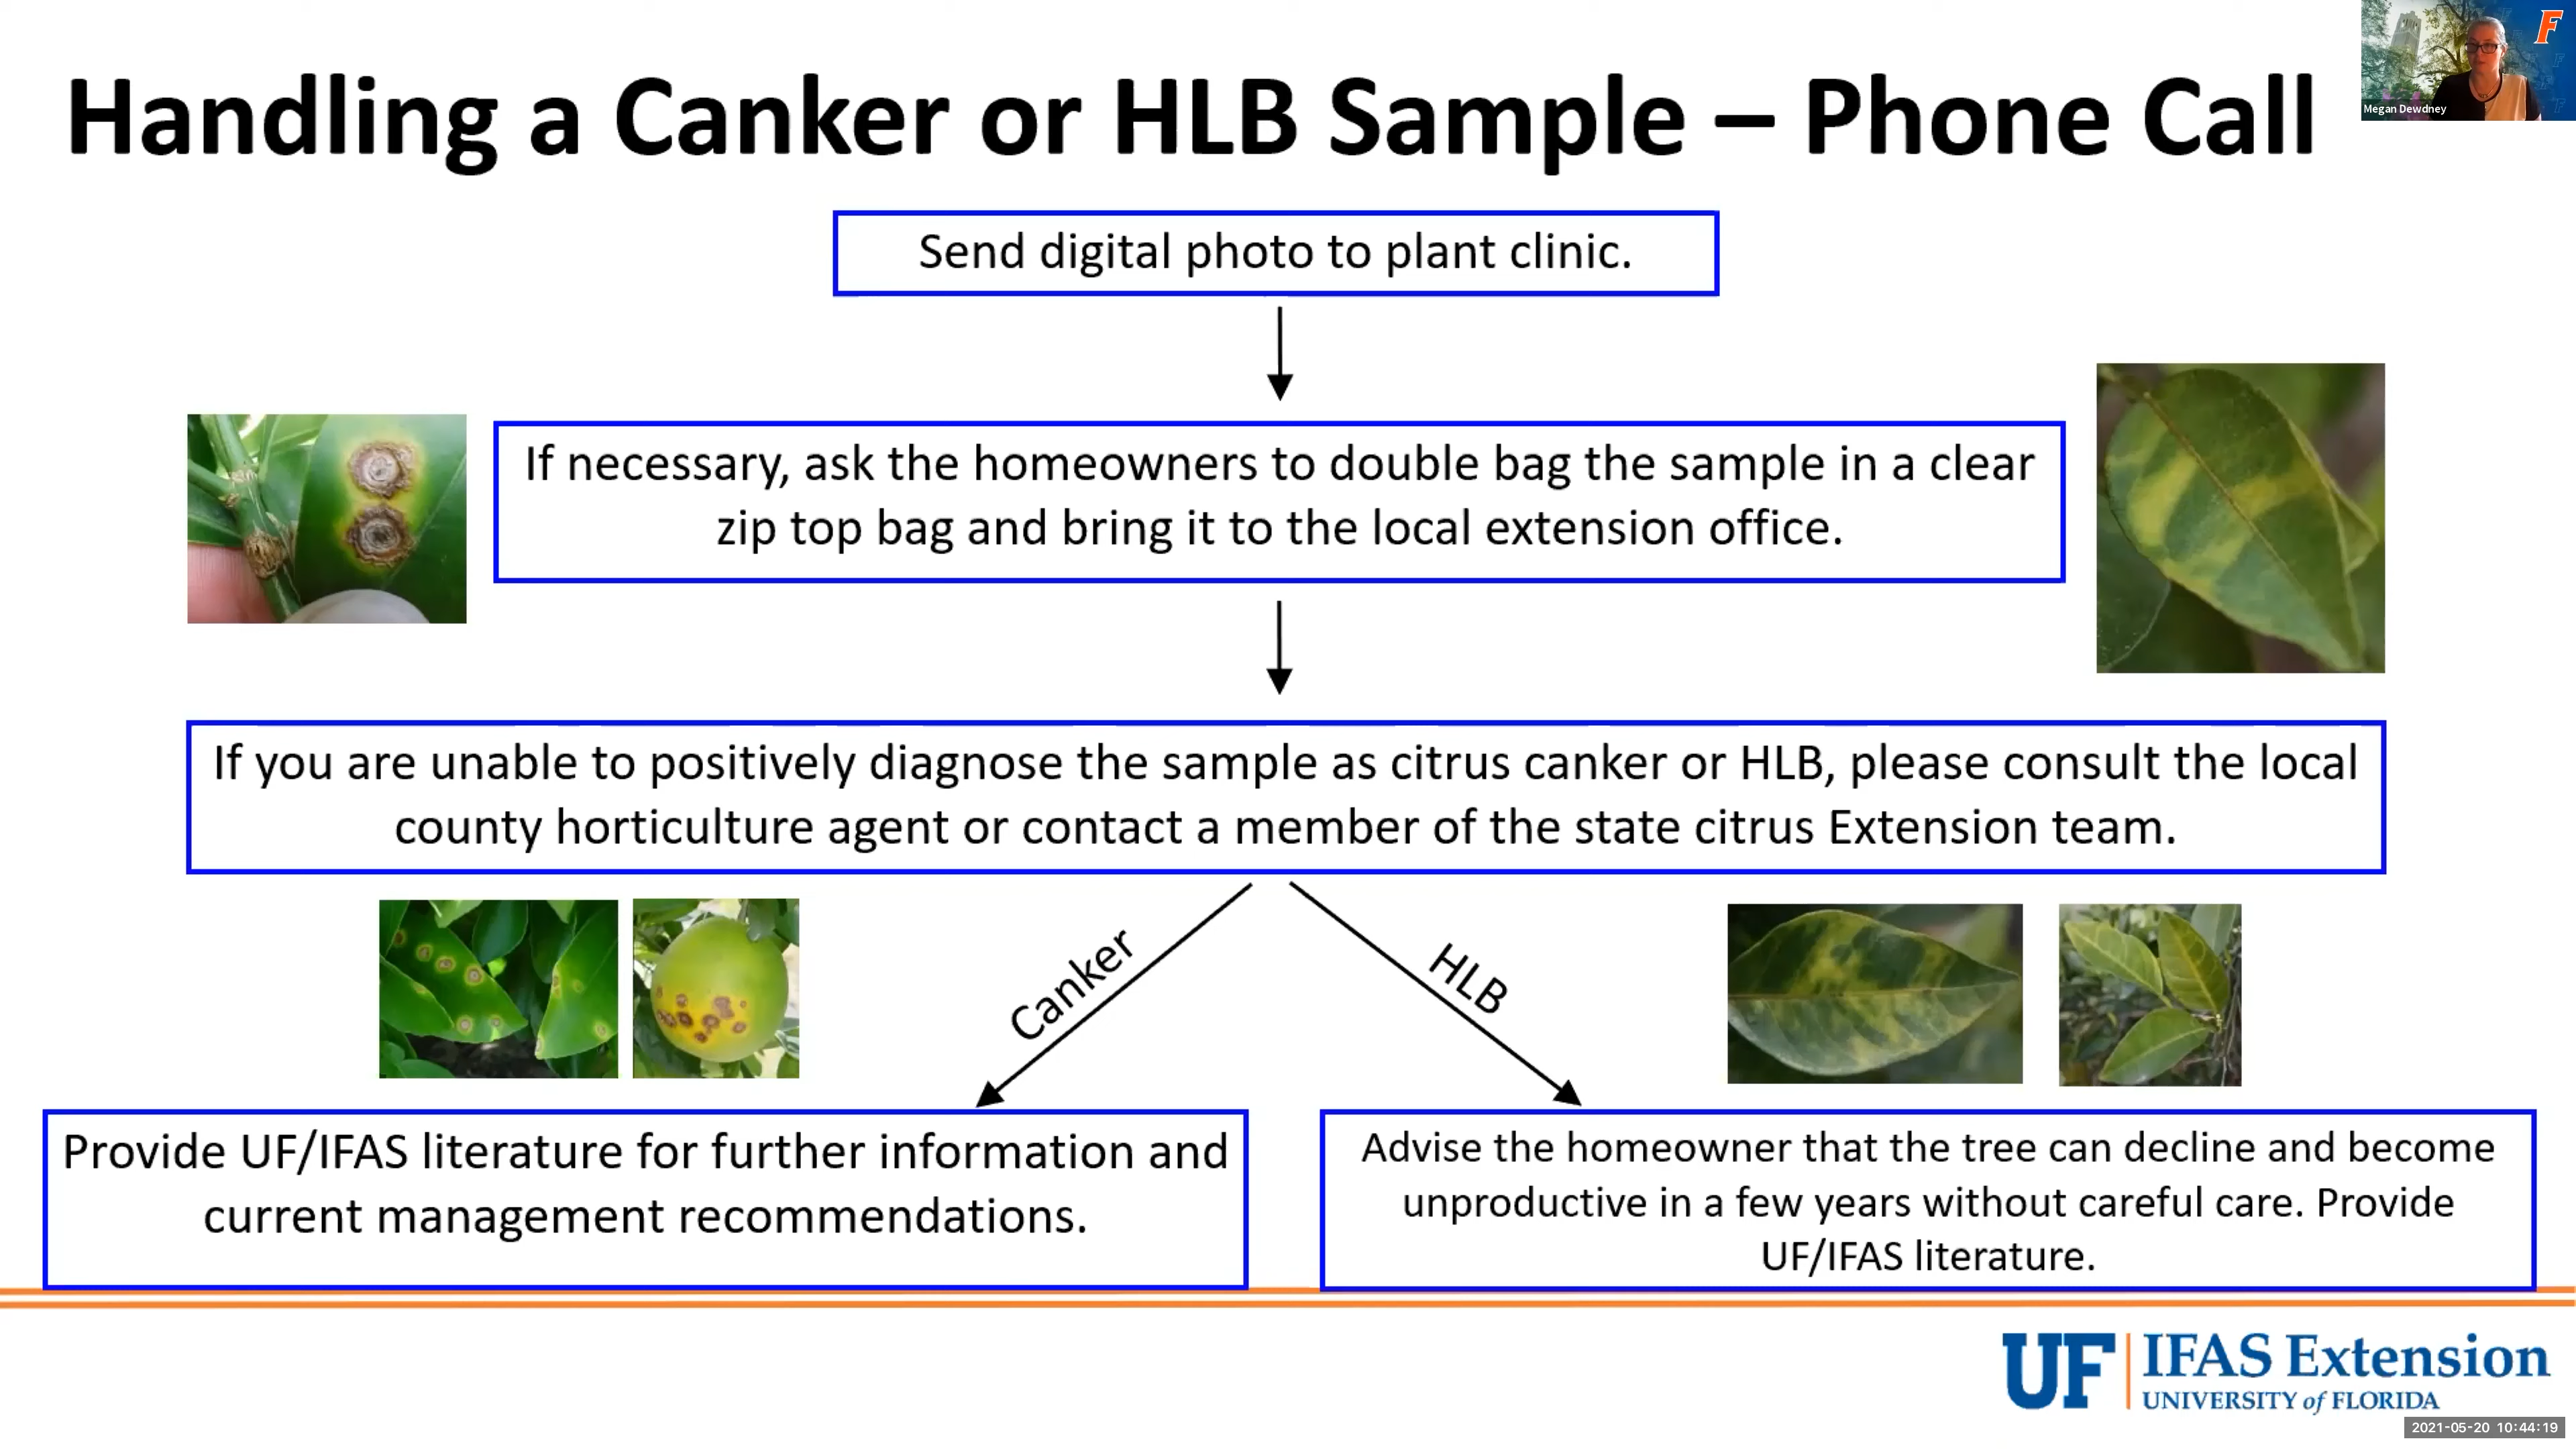 Handling a Canker or HLB Sample – Phone Call
F
Megan Dewdney
Send digital photo to plant clinic.
If necessary, ask the homeowners to double bag the sample in a clear
zip top bag and bring it to the local extension office.
If you are unable to positively diagnose the sample as citrus canker or HLB, please consult the local
county horticulture agent or contact a member of the state citrus Extension team.
Canker
HLB
Provide UF/IFAS literature for further information and
current management recommendations.
Advise the homeowner that the tree can decline and become
unproductive in a few years without careful care. Provide
UF/IFAS literature.
UF IFAS Extension
UNIVERSITY of FLORIDA
2021-05-20 10:44:19